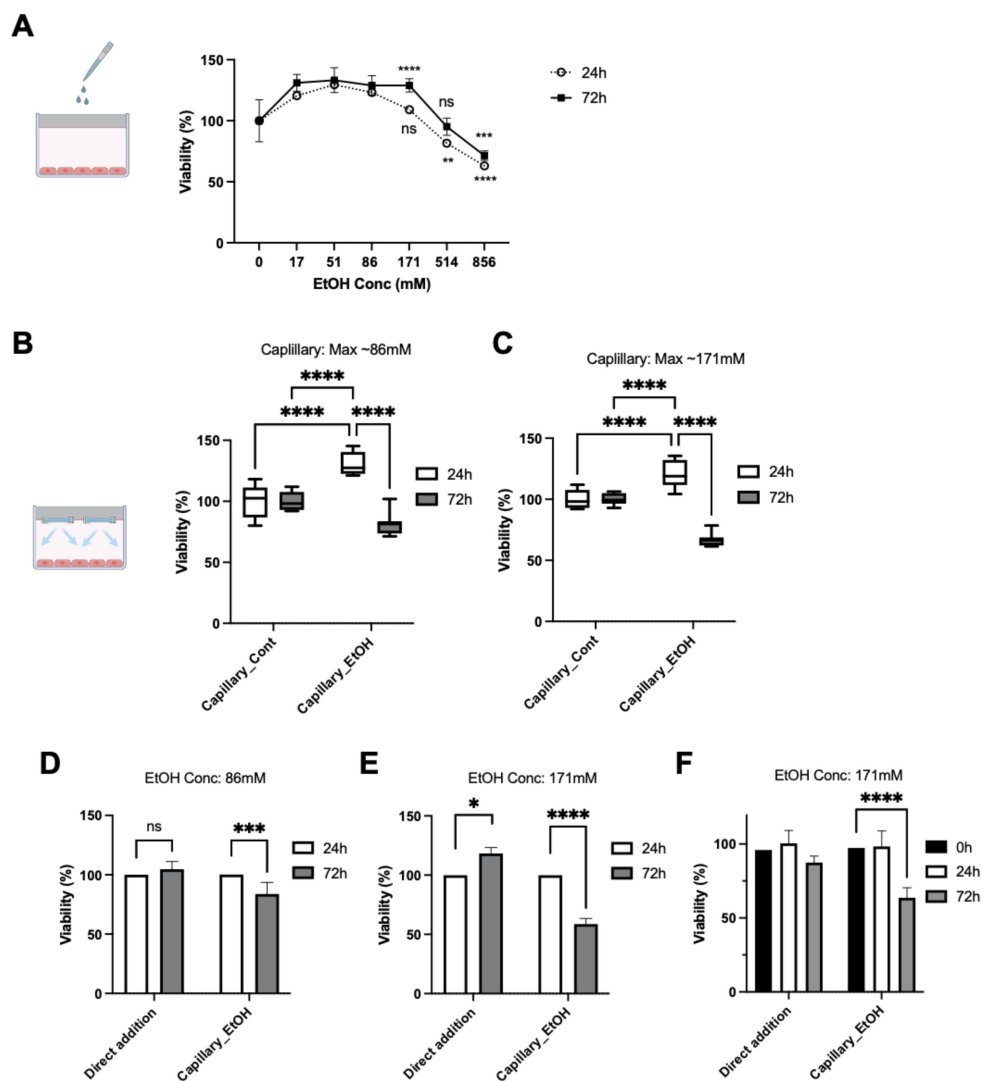 A
150
100
50
0
Viability (%)
****
ns
ns
**
***
****
24h
72h
0 17 51 86 171 514 856
EtOH Conc (mM)
B
Caplillary: Max ~86mM
****
**** ****
150
100
50
0
Viability (%)
24h
72h
Capillary_Cont
Capillary_EtOH
C
Caplillary: Max ~171mM
****
**** ****
150
100
50
0
Viability (%)
24h
72h
Capillary_Cont
Capillary_EtOH
D
EtOH Conc: 86mM
150
100
50
0
Viability (%)
ns
***
24h
72h
Direct addition
Capillary_EtOH
E
EtOH Conc: 171mM
150
100
50
0
Viability (%)
*
****
24h
72h
Direct addition
Capillary_EtOH
F
EtOH Conc: 171mM
****
100
50
0
Viability (%)
0h
24h
72h
Direct addition
Capillary_EtOH